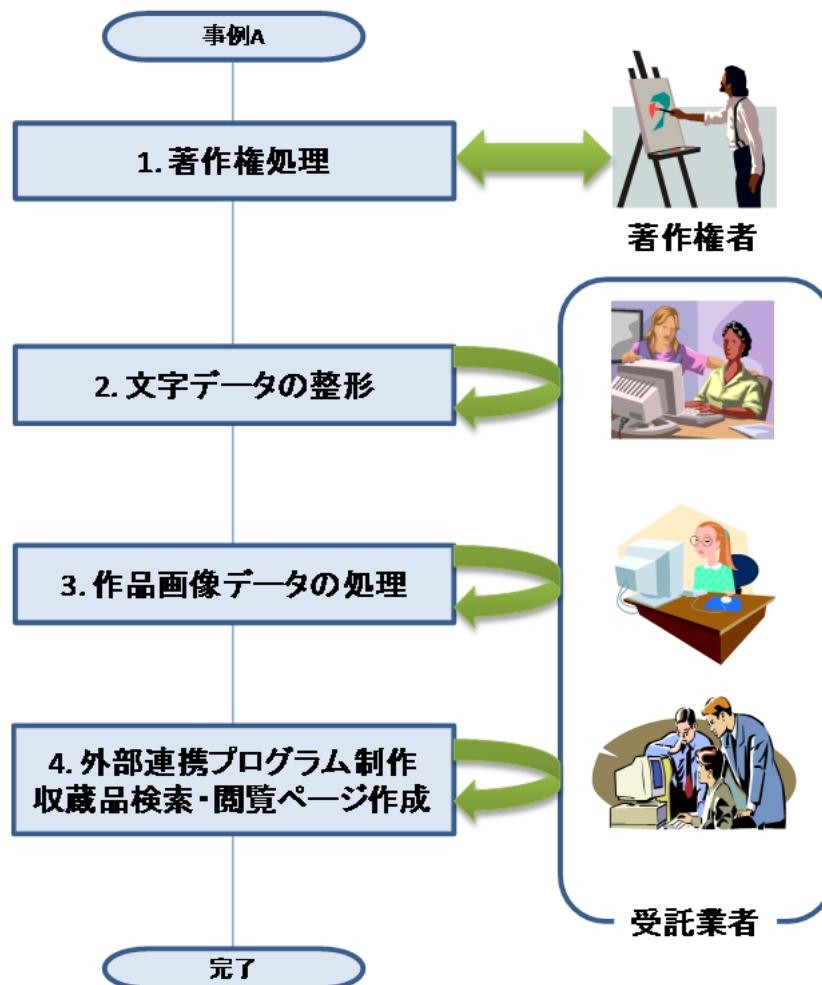 事例A
1.著作権処理
著作権者
2.文字データの整形
3.作品画像データの処理
4.外部連携プログラム制作
収蔵品検索・閲覧ページ作成
受託業者
完了